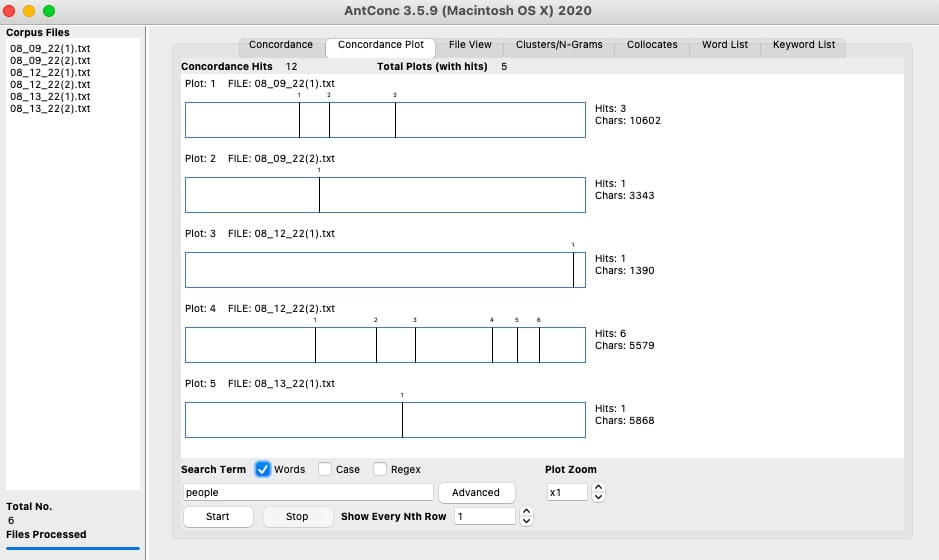 AntConc 3.5.9 (Macintosh OS X) 2020
Corpus Files
08_09_22(1).txt
08_09_22(2).txt
08_12_22(1).txt
08_12_22(2).txt
08_13_22(1).txt
08_13_22(2).txt
Total No.
6
Files Processed
Concordance Concordance Plot File View Clusters/N-Grams Collocates Word List Keyword List
Concordance Hits 12 Total Plots (with hits) 5
Plot: 1 FILE: 08_09_22(1).txt
1 2 3
Hits: 3
Chars: 10602
Plot: 2 FILE: 08_09_22(2).txt
1
Hits: 1
Chars: 3343
Plot: 3 FILE: 08_12_22(1).txt
1
Hits: 1
Chars: 1390
Plot: 4 FILE: 08_12_22(2).txt
1 2 3 4 5 6
Hits: 6
Chars: 5579
Plot: 5 FILE: 08_13_22(1).txt
1
Hits: 1
Chars: 5868
Search Term Words Case Regex Plot Zoom
people Advanced x1
Start Stop Show Every Nth Row 1